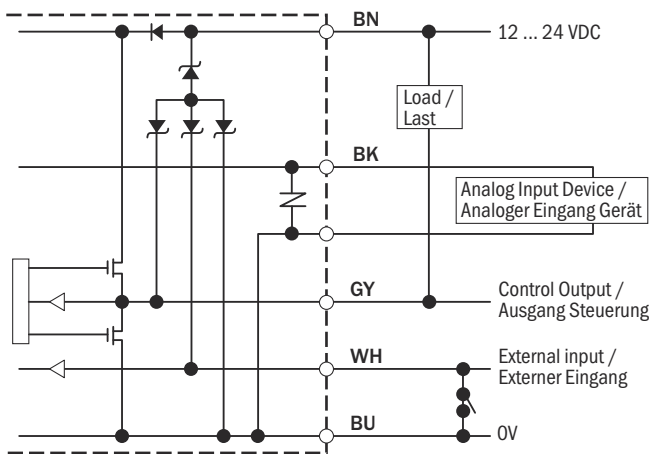 BN
12 ... 24 VDC
Load /
Last
BK
Analog Input Device /
Analoger Eingang Gerät
GY
Control Output /
Ausgang Steuerung
WH
External input /
Externer Eingang
BU
0V